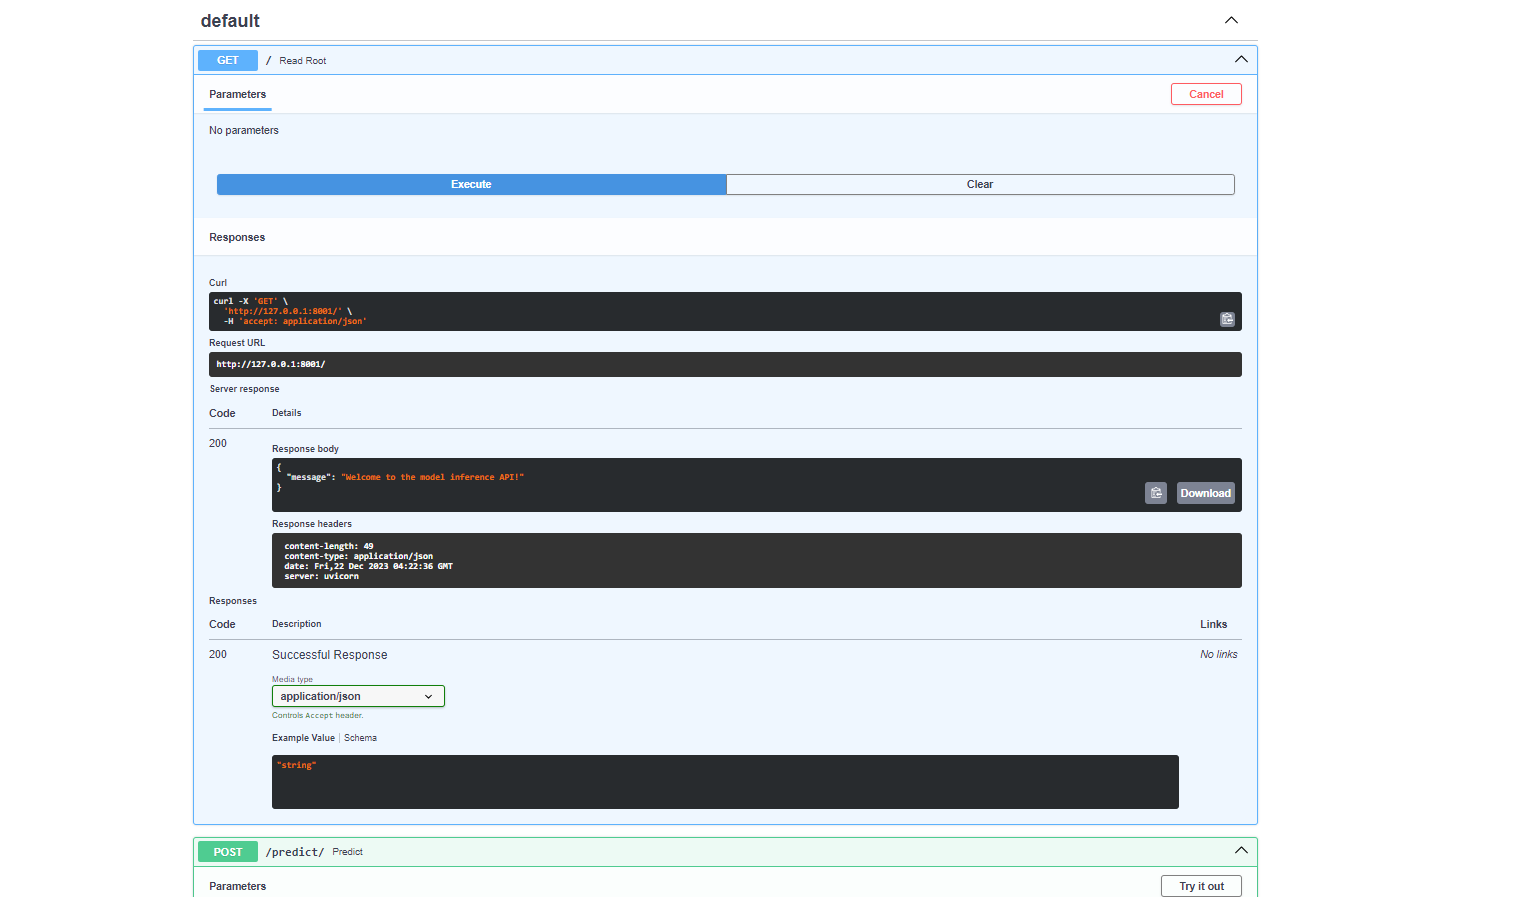 default
GET / Read Root
Parameters Cancel
No parameters
Execute Clear
Responses
Curl
curl -X 'GET' \
  'http://127.0.0.1:8001/' \
  -H 'accept: application/json'
Request URL
http://127.0.0.1:8001/
Server response
Code Details
200
Response body
{
  "message": "Welcome to the model inference API!"
}
Download
Response headers
content-length: 49
content-type: application/json
date: Fri,22 Dec 2023 04:22:36 GMT
server: uvicorn
Responses
Code Description Links
200 Successful Response No links
Media type
application/json
Controls Accept header.
Example Value | Schema
"string"
POST /predict/ Predict
Parameters Try it out